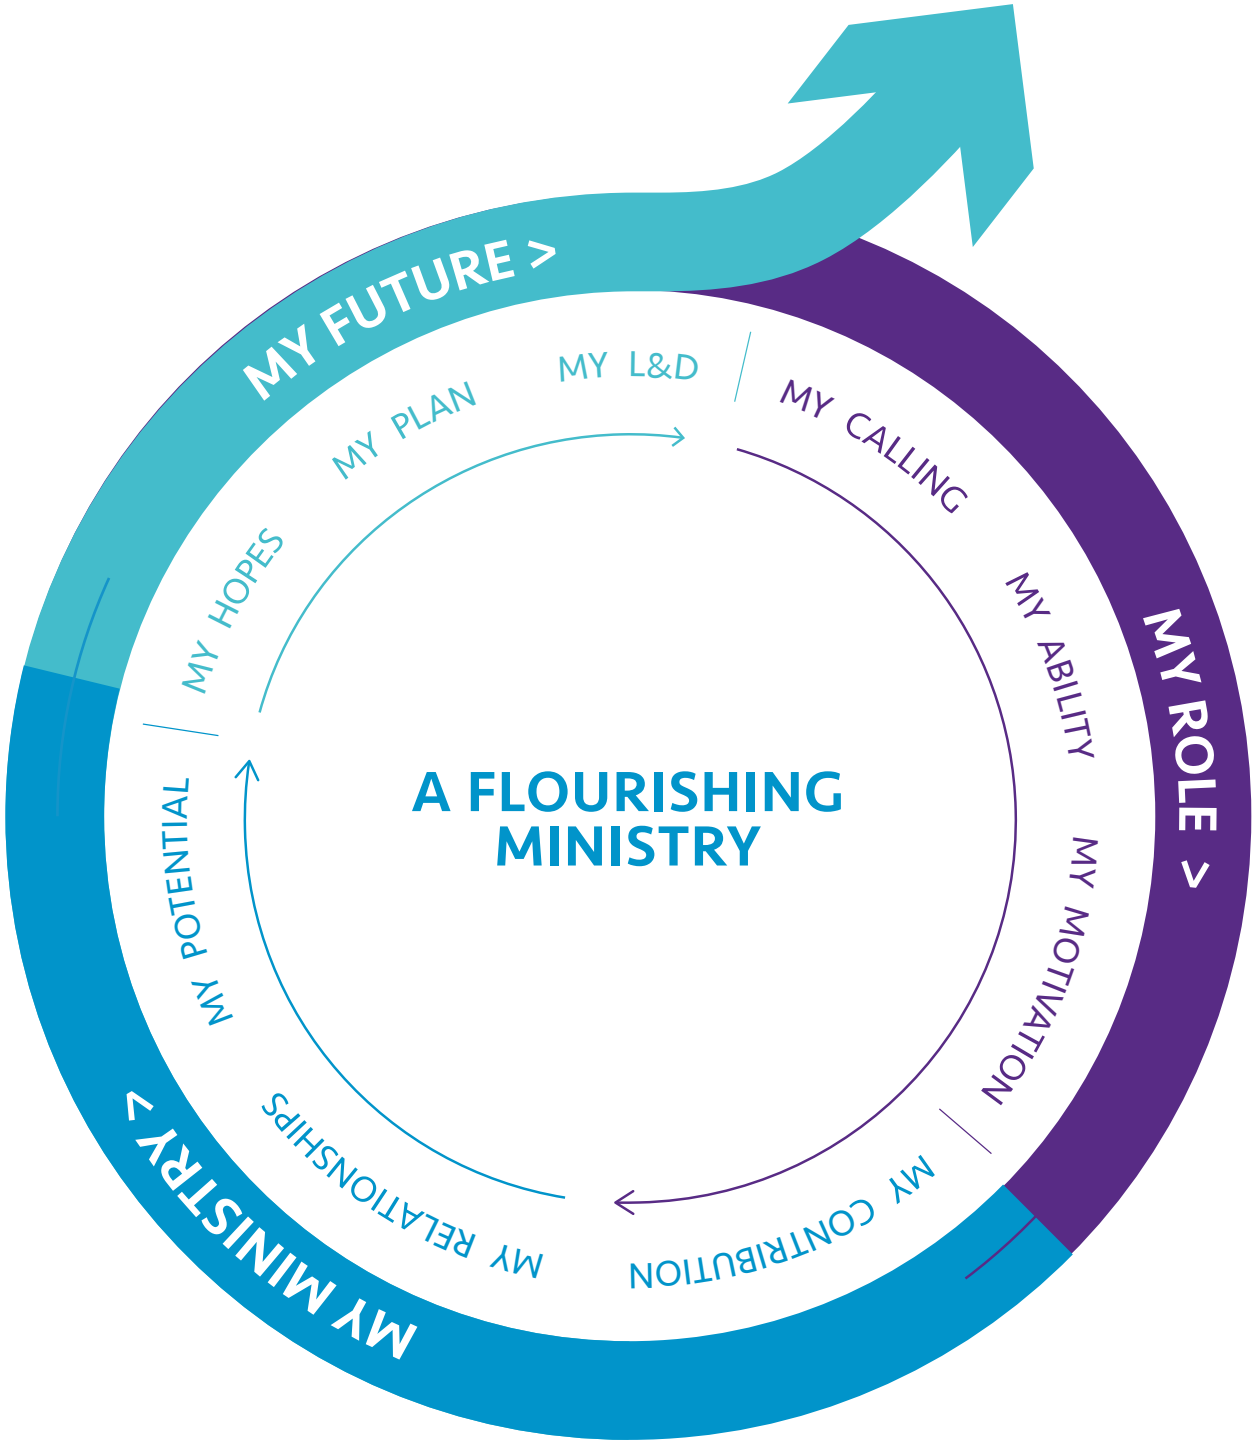 MY FUTURE >
MY ROLE >
MY MINISTRY >
MY L&D
MY PLAN
MY HOPES
MY CALLING
MY ABILITY
MY MOTIVATION
MY CONTRIBUTION
MY RELATIONSHIPS
MY POTENTIAL
A FLOURISHING
MINISTRY